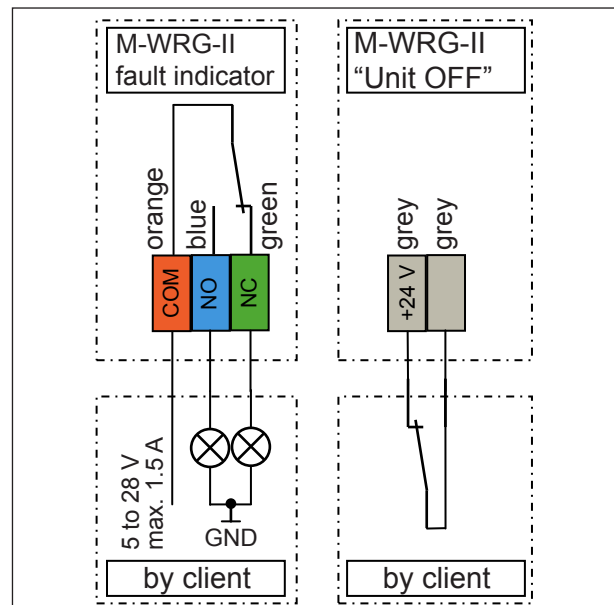 M-WRG-II
fault indicator
orange
blue
green
COM
NO
NC
5 to 28 V
max. 1.5 A
GND
by client
M-WRG-II
“Unit OFF”
grey
grey
+24 V
by client